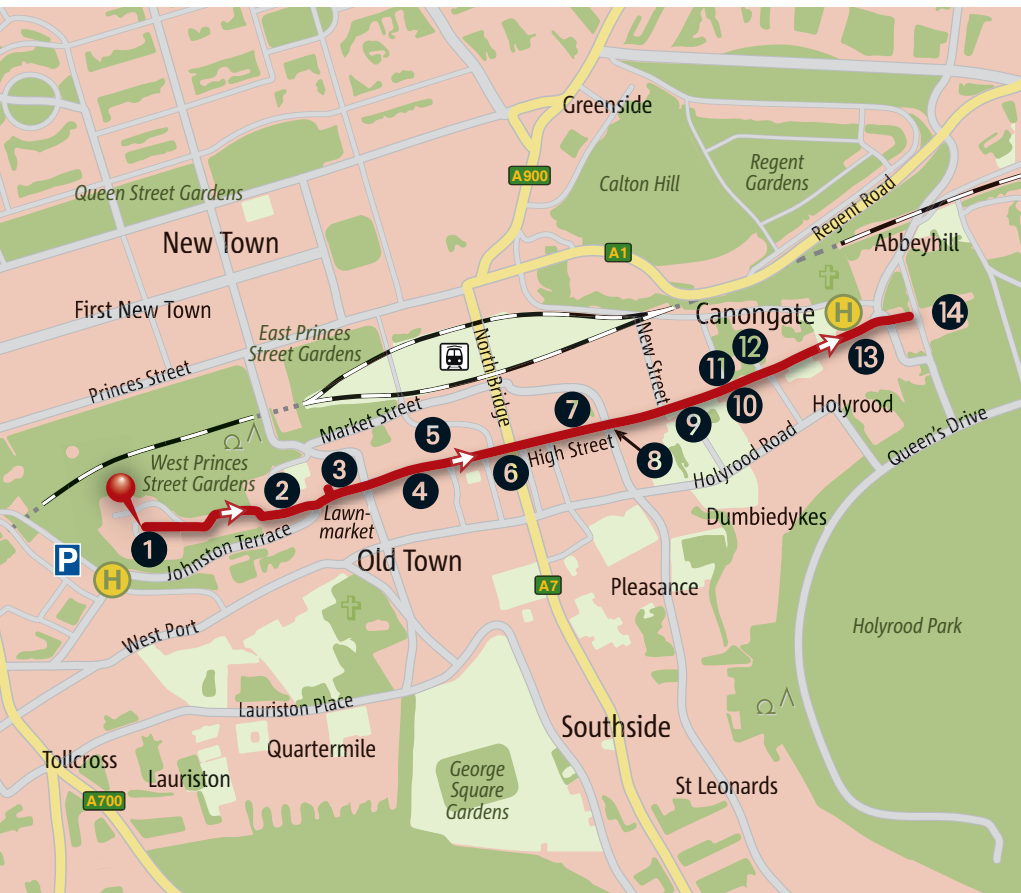 Greenside
A900
Calton Hill
Regent
Gardens
Queen Street Gardens
Regent Road
New Town
A1
Abbeyhill
First New Town
East Princes
Street Gardens
Canongate
H
14
North Bridge
New Street
12
13
11
Princes Street
Market Street
10
Holyrood
7
9
5
High Street
8
Holyrood Road
Queen's Drive
West Princes
Street Gardens
3
6
2
4
Lawn-
market
1
Johnston Terrace
Dumbiedykes
P
H
Old Town
A7
Pleasance
West Port
Holyrood Park
Lauriston Place
Southside
Quartermile
Tollcross
Lauriston
George
Square
Gardens
St Leonards
A700